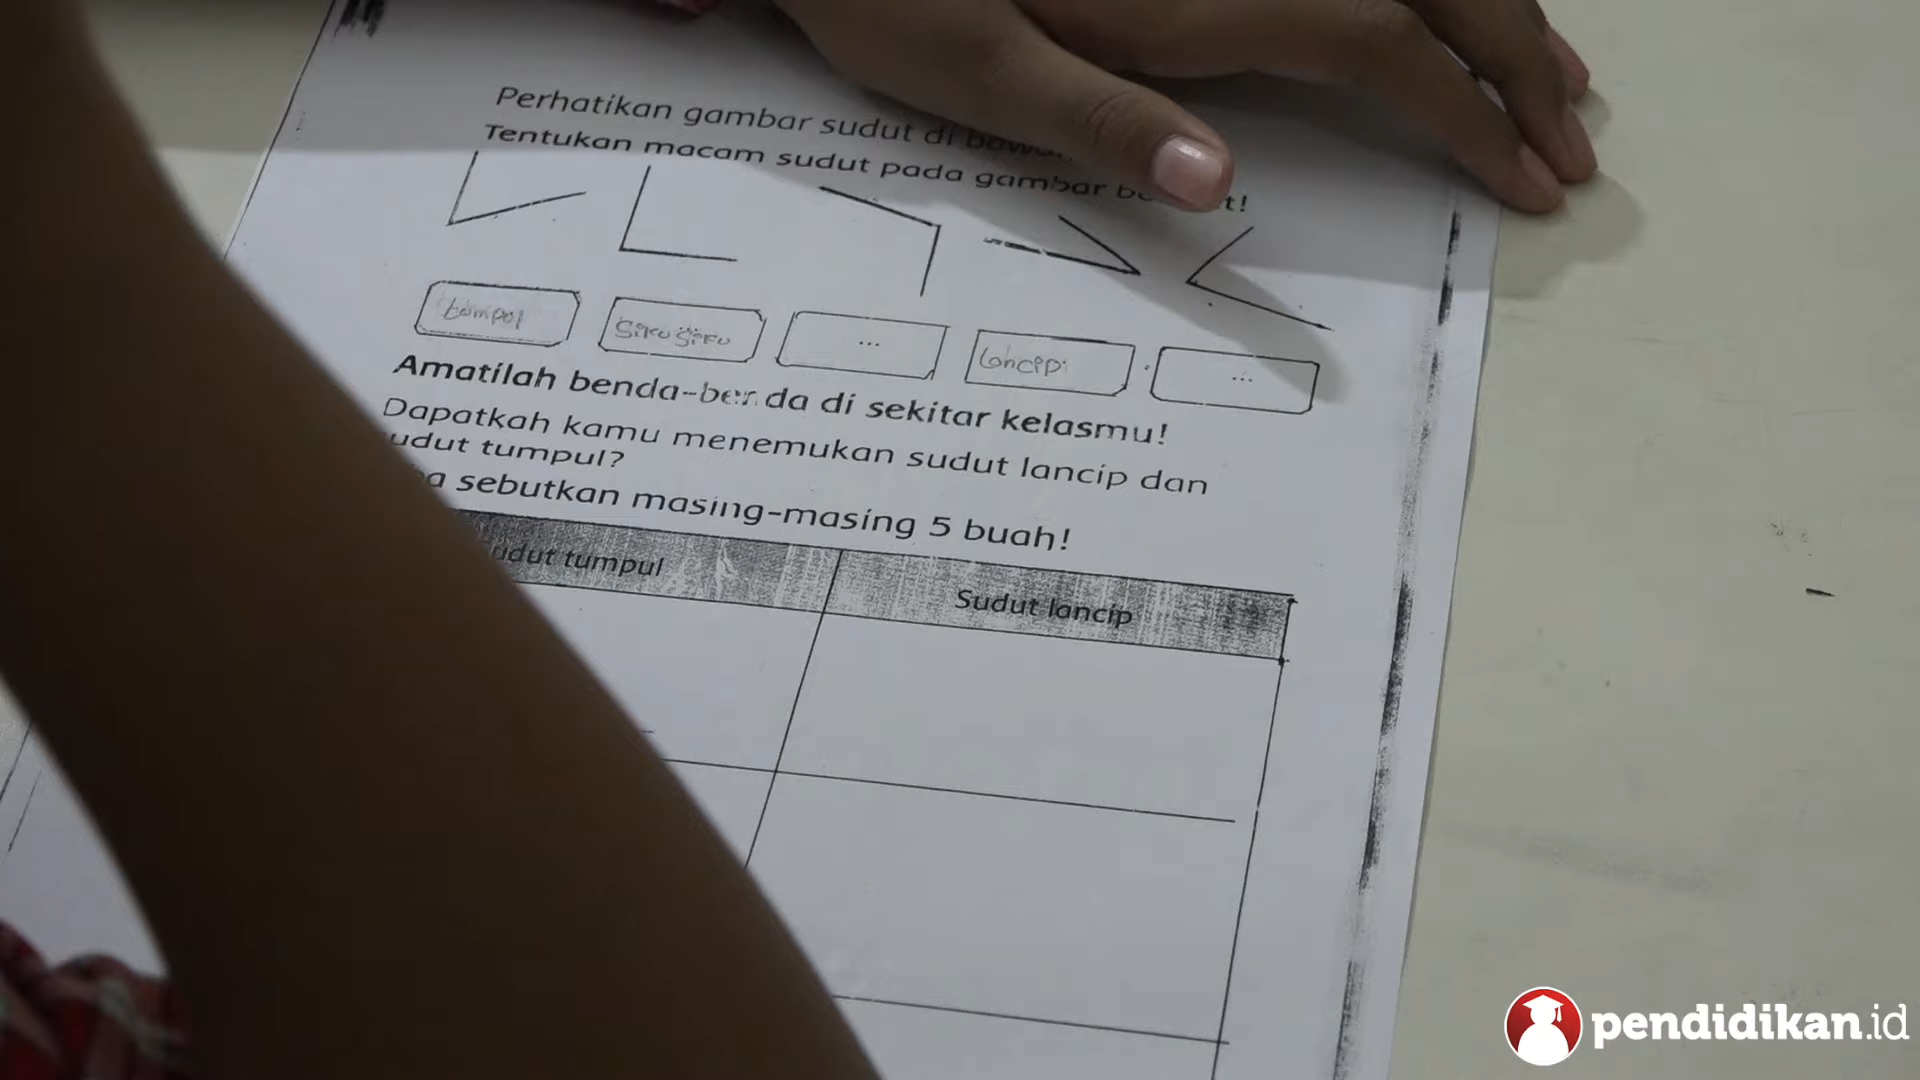 Perhatikan gambar sudut di
Tentukan macam sudut pada gambar
tompol
siku siku
...
lancip
...
Amatilah benda-benda di sekitar kelasmu!
Dapatkah kamu menemukan sudut lancip dan
udut tumpul?
a sebutkan masing-masing 5 buah!
udut tumpul
Sudut lancip
pendidikan.id